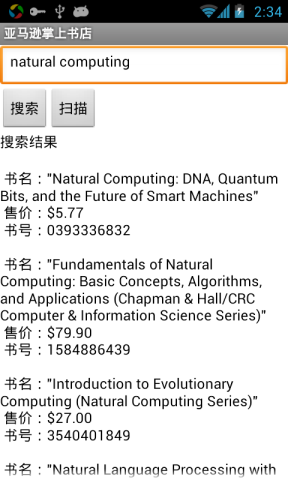 2:34
亚马逊掌上书店
natural computing
搜索 扫描
搜索结果
书名："Natural Computing: DNA, Quantum
Bits, and the Future of Smart Machines"
售价：$5.77
书号：0393336832
书名："Fundamentals of Natural
Computing: Basic Concepts, Algorithms,
and Applications (Chapman & Hall/CRC
Computer & Information Science Series)"
售价：$79.90
书号：1584886439
书名："Introduction to Evolutionary
Computing (Natural Computing Series)"
售价：$27.00
书号：3540401849
书名："Natural Language Processing with